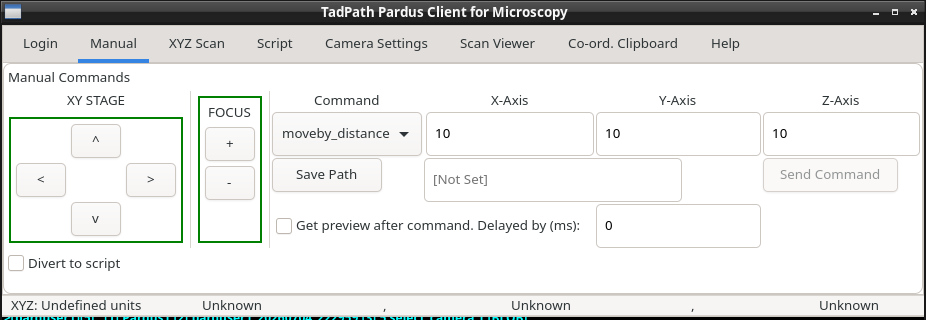 TadPath Pardus Client for Microscopy
Login Manual XYZ Scan Script Camera Settings Scan Viewer Co-ord. Clipboard Help
Manual Commands
XY STAGE FOCUS Command X-Axis Y-Axis Z-Axis
^ + moveby_distance 10 10 10
< > - Save Path [Not Set] Send Command
v Get preview after command. Delayed by (ms): 0
Divert to script
XYZ: Undefined units Unknown , Unknown , Unknown